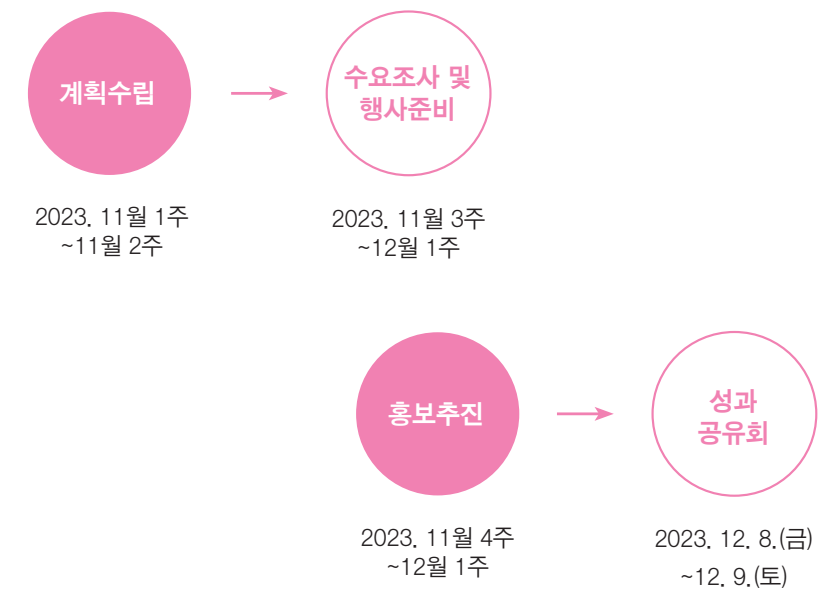 계획수립
수요조사 및
행사준비
2023. 11월 1주
~11월 2주
2023. 11월 3주
~12월 1주
홍보추진
성과
공유회
2023. 11월 4주
~12월 1주
2023. 12. 8.(금)
~12. 9.(토)